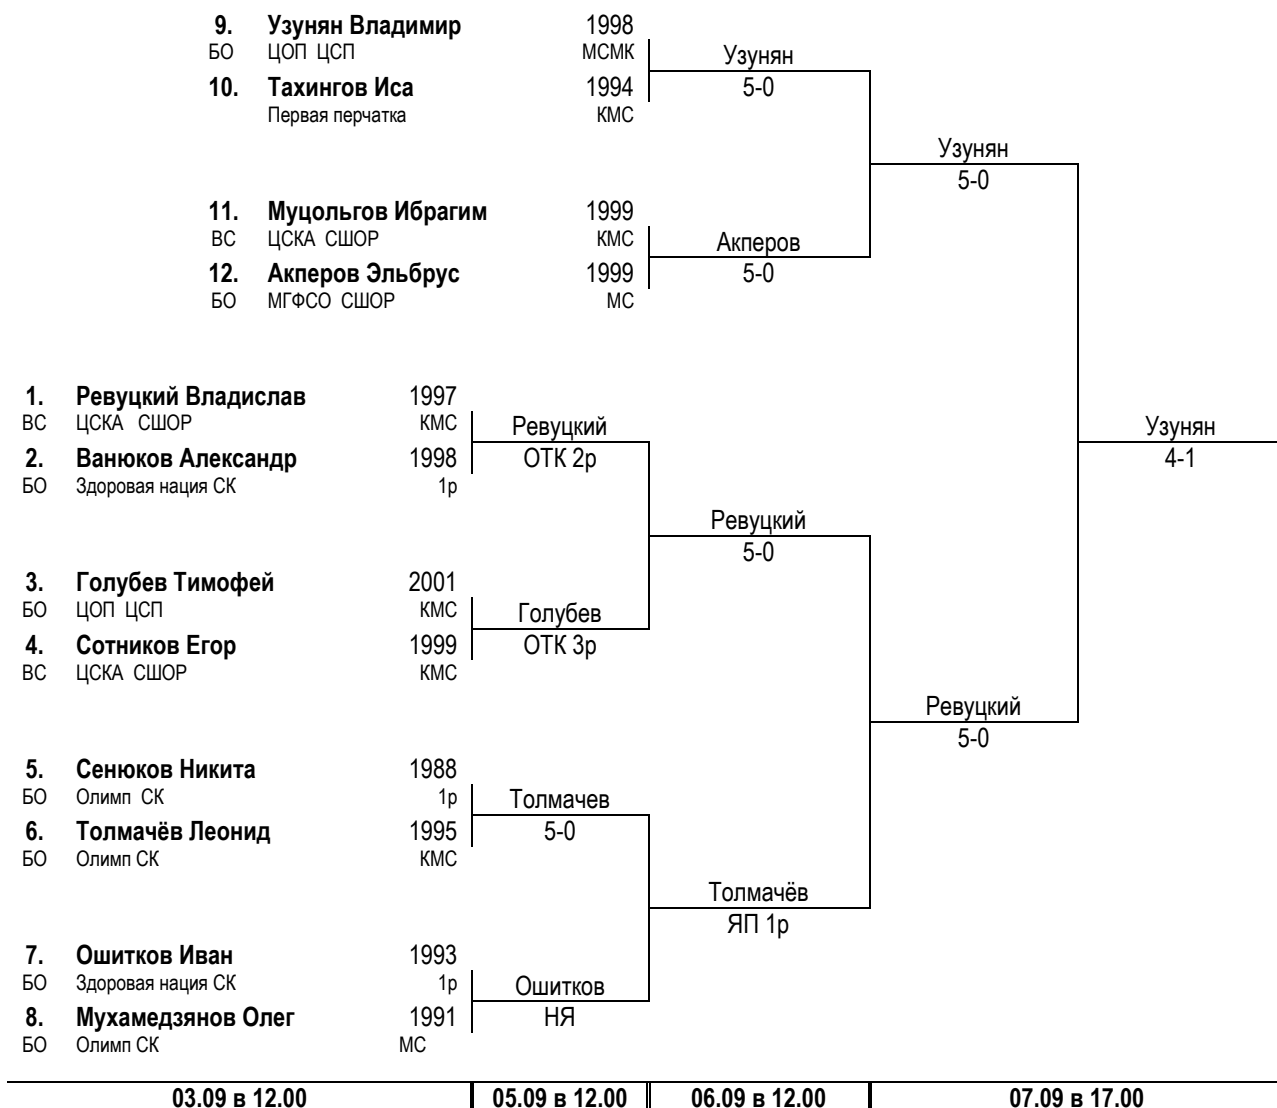 9. Узунян Владимир 1998
БО ЦОП ЦСП МСМК Узунян
10. Тахингов Иса 1994 5-0
Первая перчатка КМС
Узунян
5-0
11. Муцольгов Ибрагим 1999
ВС ЦСКА СШОР КМС Акперов
12. Акперов Эльбрус 1999 5-0
БО МГФСО СШОР МС
1. Ревуцкий Владислав 1997
ВС ЦСКА СШОР КМС Ревуцкий Узунян
2. Ванюков Александр 1998 ОТК 2р 4-1
БО Здоровая нация СК 1р
Ревуцкий
5-0
3. Голубев Тимофей 2001
БО ЦОП ЦСП КМС Голубев
4. Сотников Егор 1999 ОТК 3р
ВС ЦСКА СШОР КМС
Ревуцкий
5-0
5. Сенюков Никита 1988
БО Олимп СК 1р Толмачев
6. Толмачёв Леонид 1995 5-0
БО Олимп СК КМС
Толмачёв
ЯП 1р
7. Ошитков Иван 1993
БО Здоровая нация СК 1р Ошитков
8. Мухамедзянов Олег 1991 НЯ
БО Олимп СК МС
03.09 в 12.00 05.09 в 12.00 06.09 в 12.00 07.09 в 17.00